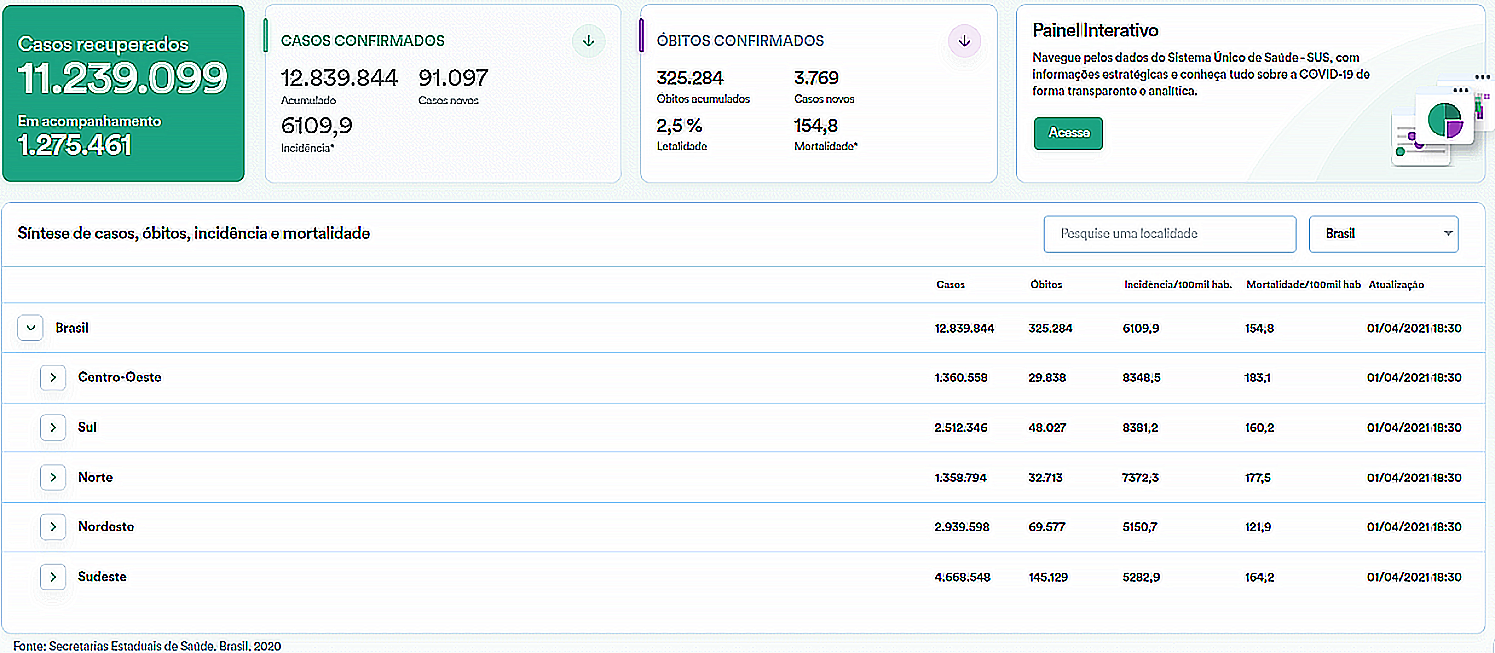 Casos recuperados
11.239.099
Em acompanhamento
1.275.461
CASOS CONFIRMADOS
12.839.844 91.097
Acumulado Casos novos
6109,9
Incidência*
ÓBITOS CONFIRMADOS
325.284 3.769
Óbitos acumulados Casos novos
2,5 % 154,8
Letalidade Mortalidade*
Painel Interativo
Navegue pelos dados do Sistema Único de Saúde - SUS, com
informações estratégicas e conheça tudo sobre a COVID-19 de
forma transparente e analítica.
Acesse
Síntese de casos, óbitos, incidência e mortalidade
Pesquise uma localidade Brasil
Casos Óbitos Incidência/100mil hab. Mortalidade/100mil hab Atualização
Brasil 12.839.844 325.284 6109,9 154,8 01/04/2021 18:30
Centro-Oeste 1.360.558 29.838 8348,5 183,1 01/04/2021 18:30
Sul 2.512.346 48.027 8381,2 160,2 01/04/2021 18:30
Norte 1.358.794 32.713 7372,3 177,5 01/04/2021 18:30
Nordeste 2.939.598 69.577 5150,7 121,9 01/04/2021 18:30
Sudeste 4.668.548 145.129 5282,9 164,2 01/04/2021 18:30
Fonte: Secretarias Estaduais de Saúde. Brasil, 2020